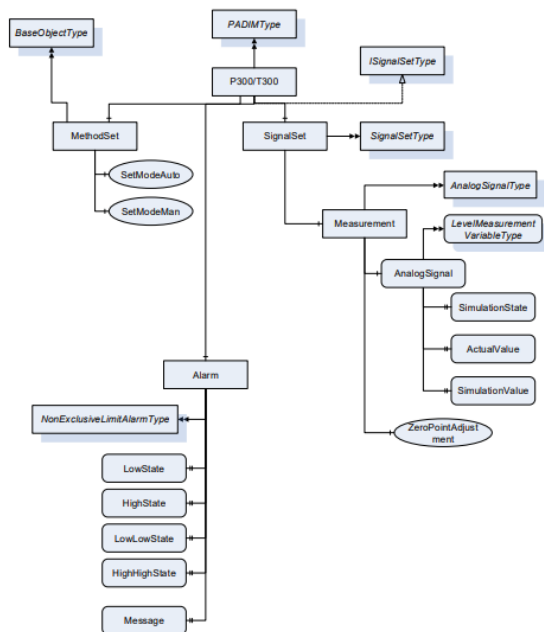 BaseObjectType
PADIMType
ISignalSetType
P300/T300
MethodSet
SignalSet
SignalSetType
SetModeAuto
SetModeMan
AnalogSignalType
Measurement
LevelMeasurement
VariableType
AnalogSignal
SimulationState
ActualValue
SimulationValue
Alarm
NonExclusiveLimitAlarmType
ZeroPointAdjust
ment
LowState
HighState
LowLowState
HighHighState
Message